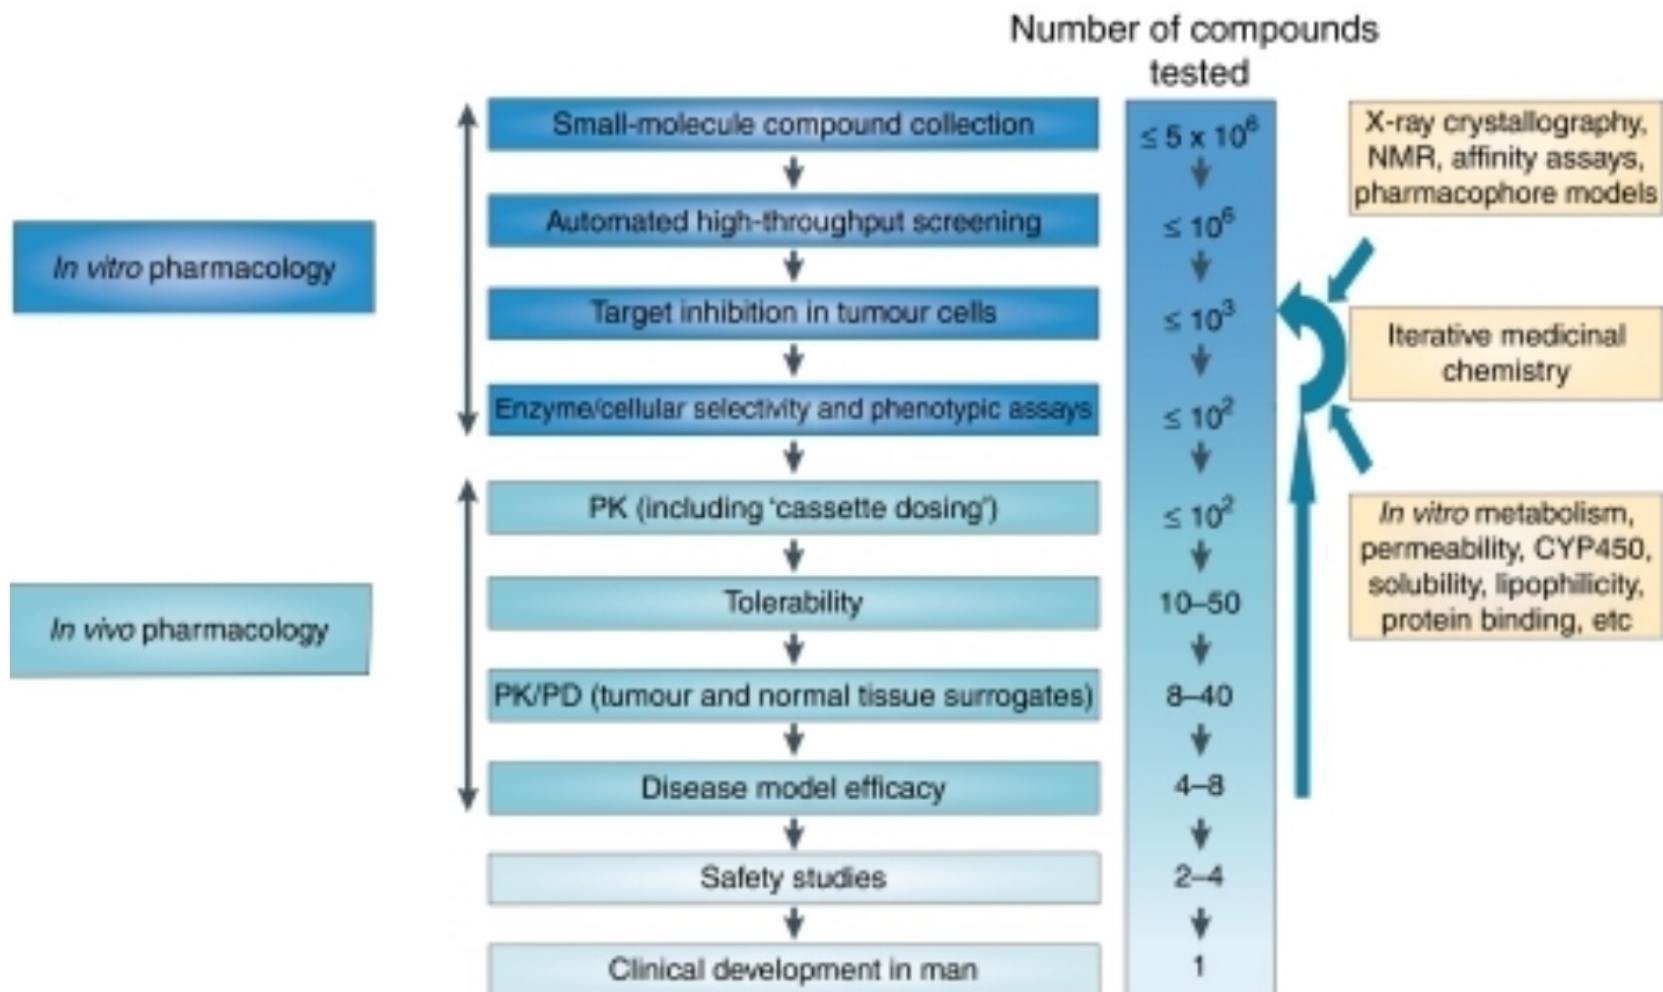 Number of compounds
tested
Small-molecule compound collection
≤ 5 x 10⁶
Automated high-throughput screening
≤ 10⁶
Target inhibition in tumour cells
≤ 10³
Enzyme/cellular selectivity and phenotypic assays
≤ 10²
PK (including 'cassette dosing')
≤ 10²
Tolerability
10–50
PK/PD (tumour and normal tissue surrogates)
8–40
Disease model efficacy
4–8
Safety studies
2–4
Clinical development in man
1
In vitro pharmacology
In vivo pharmacology
X-ray crystallography,
NMR, affinity assays,
pharmacophore models
Iterative medicinal
chemistry
In vitro metabolism,
permeability, CYP450,
solubility, lipophilicity,
protein binding, etc